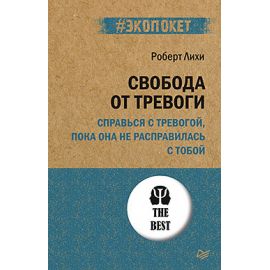 #ЭКОПОКЕТ
Роберт Лихи
СВОБОДА
ОТ ТРЕВОГИ
СПРАВЬСЯ С ТРЕВОГОЙ,
ПОКА ОНА НЕ РАСПРАВИЛАСЬ
С ТОБОЙ
THE
BEST